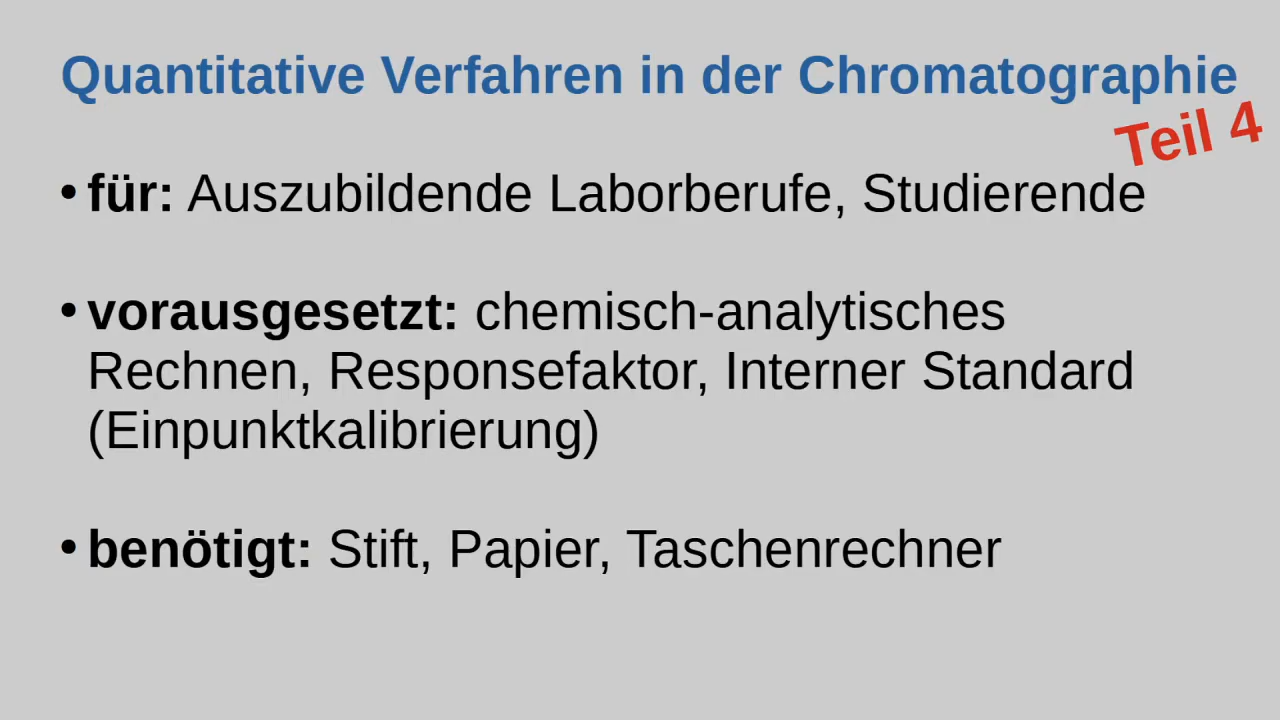 Quantitative Verfahren in der Chromatographie
Teil 4
• für: Auszubildende Laborberufe, Studierende
• vorausgesetzt: chemisch-analytisches
Rechnen, Responsefaktor, Interner Standard
(Einpunktkalibrierung)
• benötigt: Stift, Papier, Taschenrechner